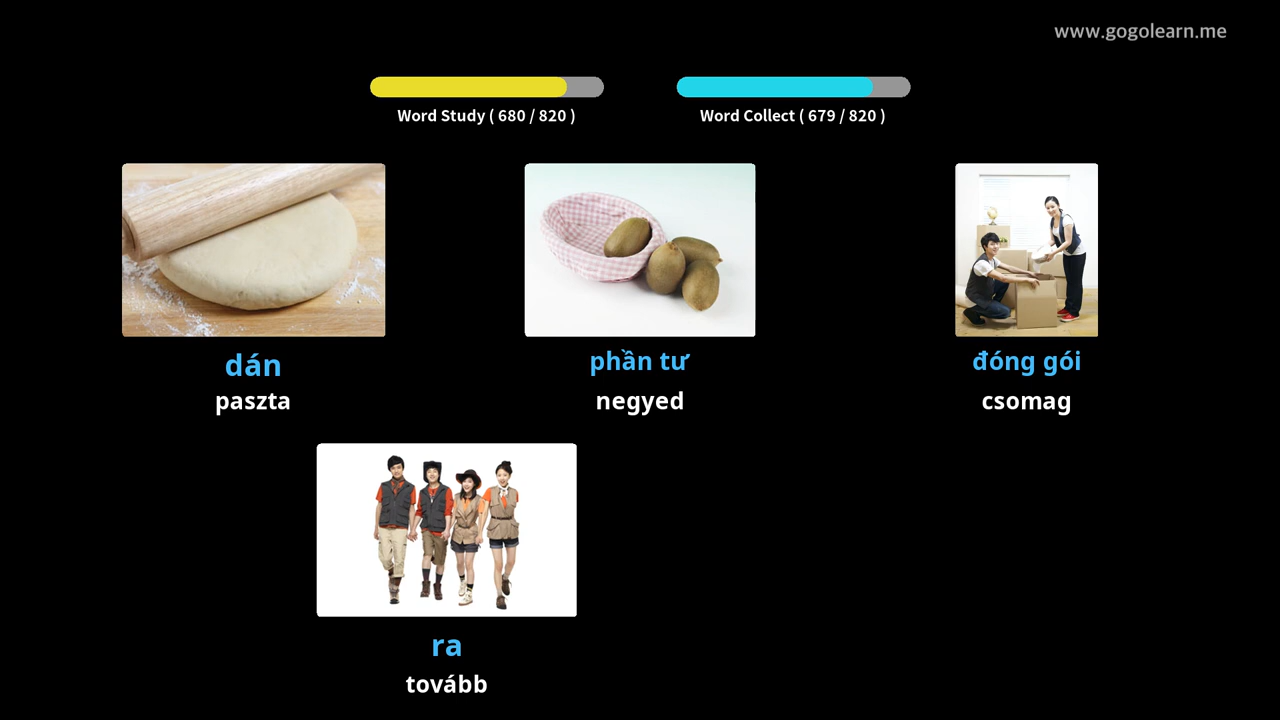 www.gogolearn.me
Word Study ( 680 / 820 )
Word Collect ( 679 / 820 )
dán
paszta
phần tư
negyed
đóng gói
csomag
ra
tovább